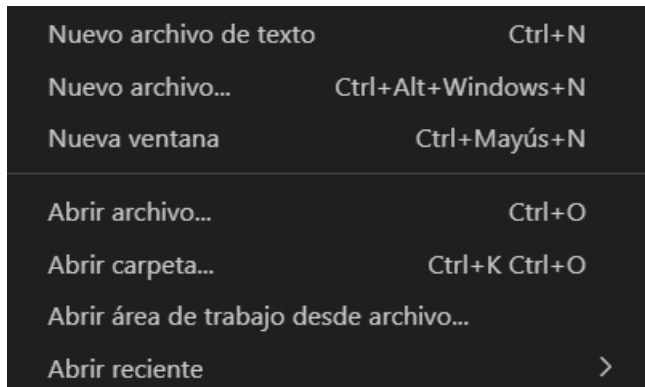 Nuevo archivo de texto Ctrl+N
Nuevo archivo... Ctrl+Alt+Windows+N
Nueva ventana Ctrl+Mayús+N
Abrir archivo... Ctrl+O
Abrir carpeta... Ctrl+K Ctrl+O
Abrir área de trabajo desde archivo...
Abrir reciente